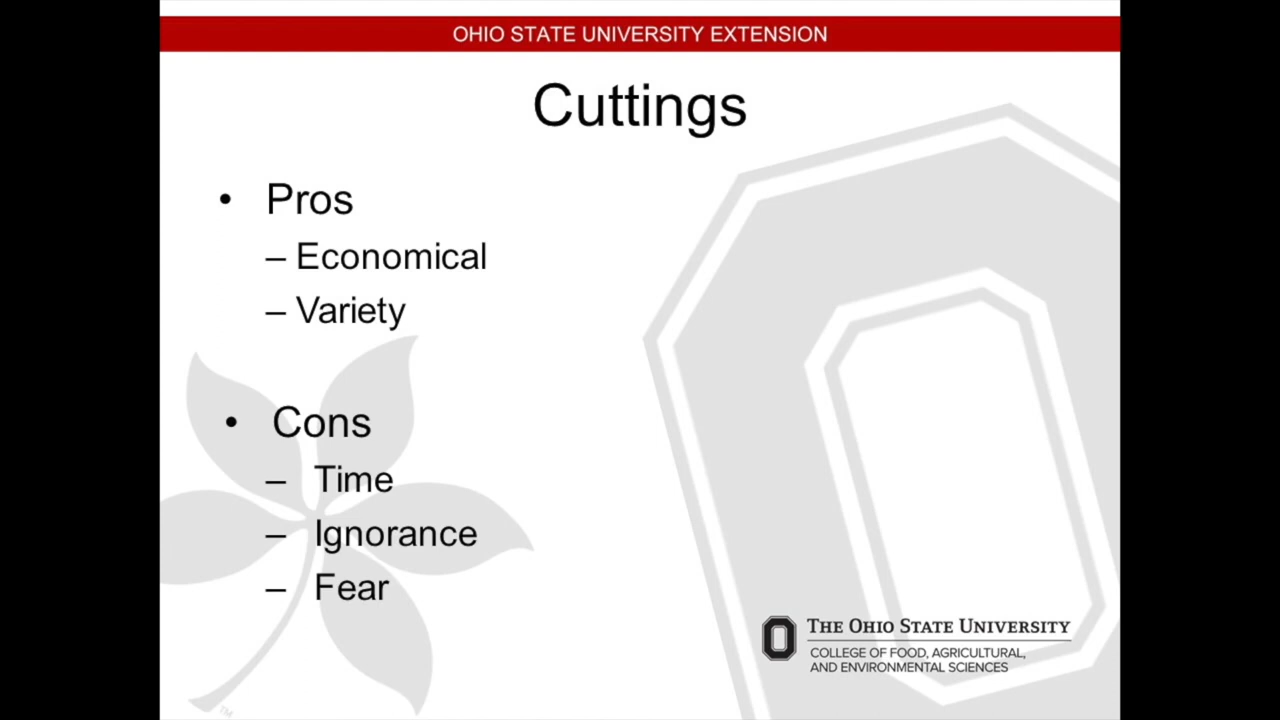 OHIO STATE UNIVERSITY EXTENSION
Cuttings
• Pros
– Economical
– Variety
• Cons
– Time
– Ignorance
– Fear
THE OHIO STATE UNIVERSITY
COLLEGE OF FOOD, AGRICULTURAL,
AND ENVIRONMENTAL SCIENCES
TM